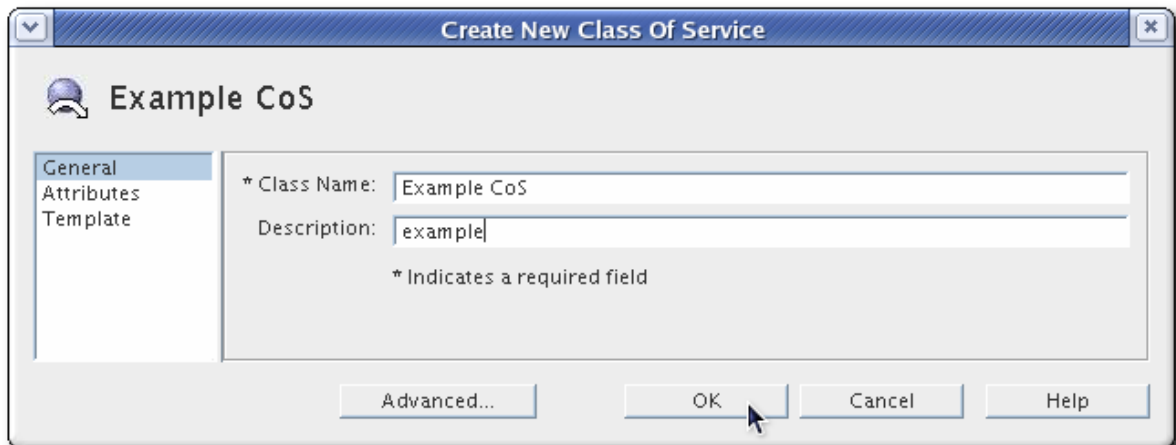 Create New Class Of Service
Example CoS
General
Attributes
Template
* Class Name: Example CoS
Description: example
* Indicates a required field
Advanced... OK Cancel Help